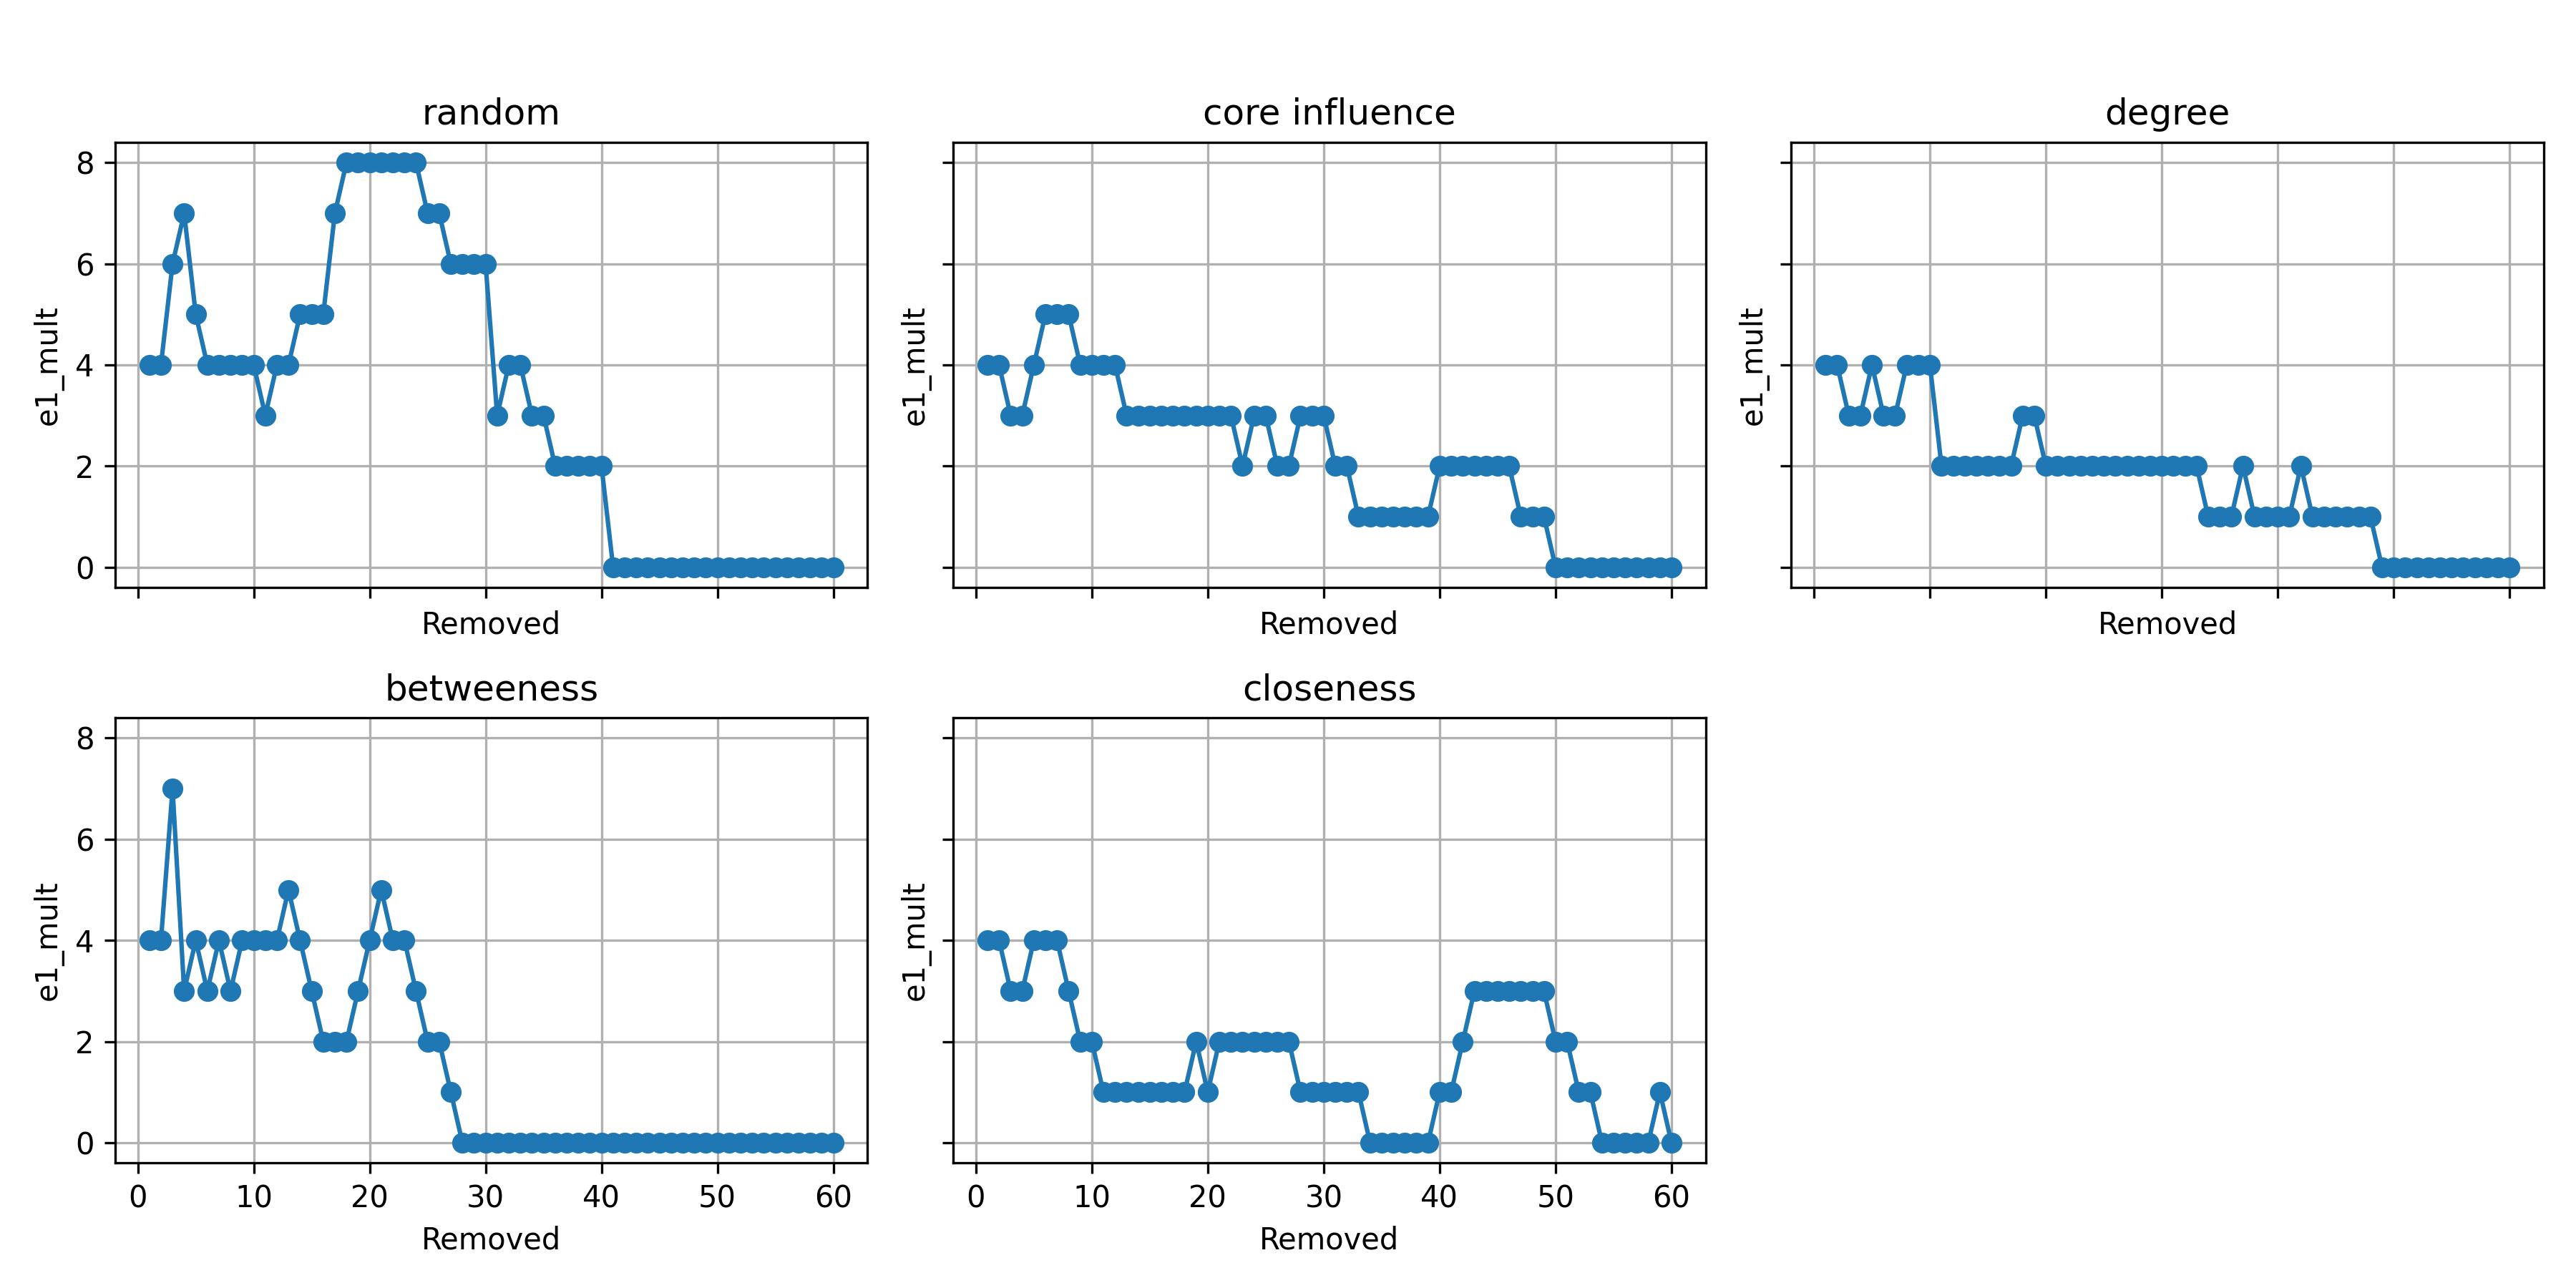 random
8
6
4
2
0
e1_mult
Removed
core influence
e1_mult
Removed
degree
e1_mult
Removed
betweeness
8
6
4
2
0
e1_mult
0 10 20 30 40 50 60
Removed
closeness
e1_mult
0 10 20 30 40 50 60
Removed